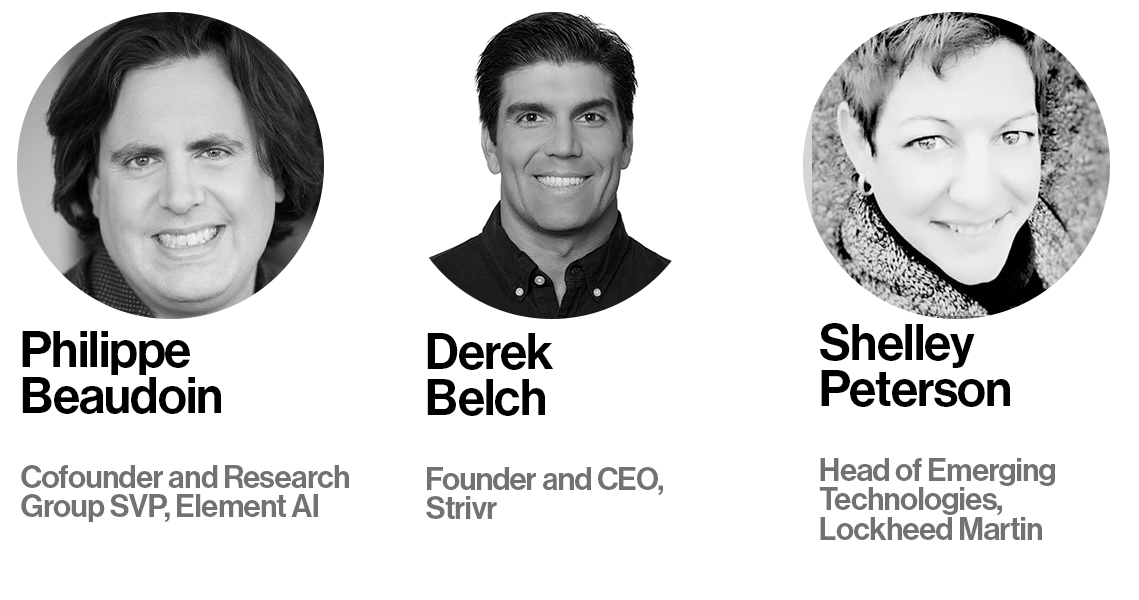 Philippe
Beaudoin
Cofounder and Research
Group SVP, Element AI
Derek
Belch
Founder and CEO,
Strivr
Shelley
Peterson
Head of Emerging
Technologies,
Lockheed Martin